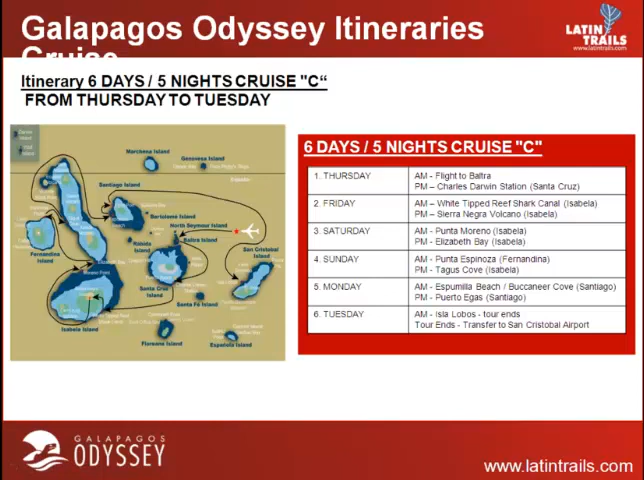 Galapagos Odyssey Itineraries
Cruise
LATIN
TRAILS
www.latintrails.com
Itinerary 6 DAYS / 5 NIGHTS CRUISE "C“
FROM THURSDAY TO TUESDAY
Marchena Island
Genovesa Island
Santiago Island
Bartolome Island
North Seymour Island
Rabida Island
Baltra Island
San Cristobal Island
Fernandina Island
Santa Cruz Island
Santa Fe Island
Isabela Island
Floreana Island
Española Island
6 DAYS / 5 NIGHTS CRUISE "C"
1. THURSDAY AM - Flight to Baltra
PM – Charles Darwin Station (Santa Cruz)
2. FRIDAY AM – White Tipped Reef Shark Canal (Isabela)
PM – Sierra Negra Volcano (Isabela)
3. SATURDAY AM - Punta Moreno (Isabela)
PM - Elizabeth Bay (Isabela)
4. SUNDAY AM - Punta Espinoza (Fernandina)
PM - Tagus Cove (Isabela)
5. MONDAY AM - Espumilla Beach / Buccaneer Cove (Santiago)
PM - Puerto Egas (Santiago)
6. TUESDAY AM - Isla Lobos - tour ends
Tour Ends - Transfer to San Cristobal Airport
GALAPAGOS
ODYSSEY
www.latintrails.com